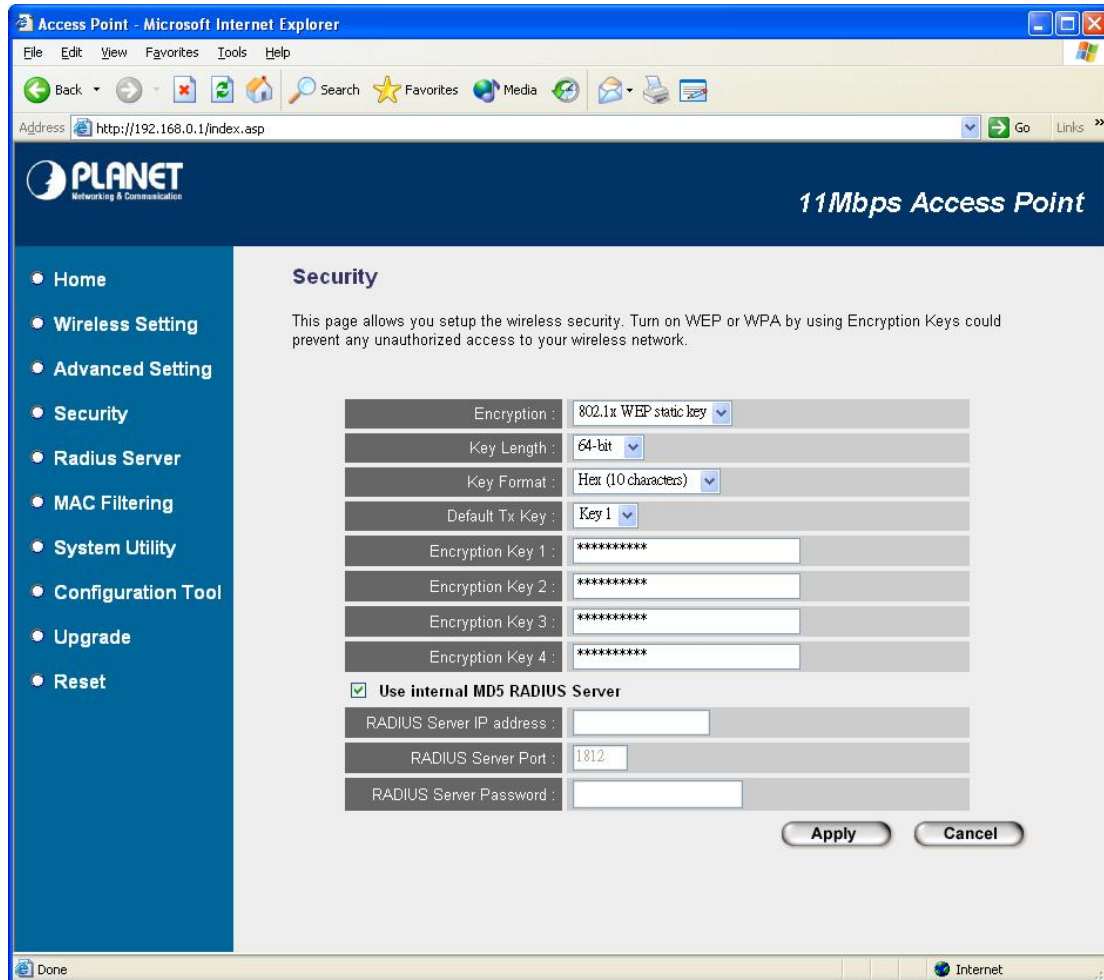 Access Point - Microsoft Internet Explorer
File Edit View Favorites Tools Help
Back Search Favorites Media
Address http://192.168.0.1/index.asp Go Links »
PLANET
Networking & Communication
11Mbps Access Point
Home
Wireless Setting
Advanced Setting
Security
Radius Server
MAC Filtering
System Utility
Configuration Tool
Upgrade
Reset
Security
This page allows you setup the wireless security. Turn on WEP or WPA by using Encryption Keys could
prevent any unauthorized access to your wireless network.
Encryption : 802.1x WEP static key
Key Length : 64-bit
Key Format : Hex (10 characters)
Default Tx Key : Key 1
Encryption Key 1 : **********
Encryption Key 2 : **********
Encryption Key 3 : **********
Encryption Key 4 : **********
Use internal MD5 RADIUS Server
RADIUS Server IP address :
RADIUS Server Port : 1812
RADIUS Server Password :
Apply Cancel
Done Internet